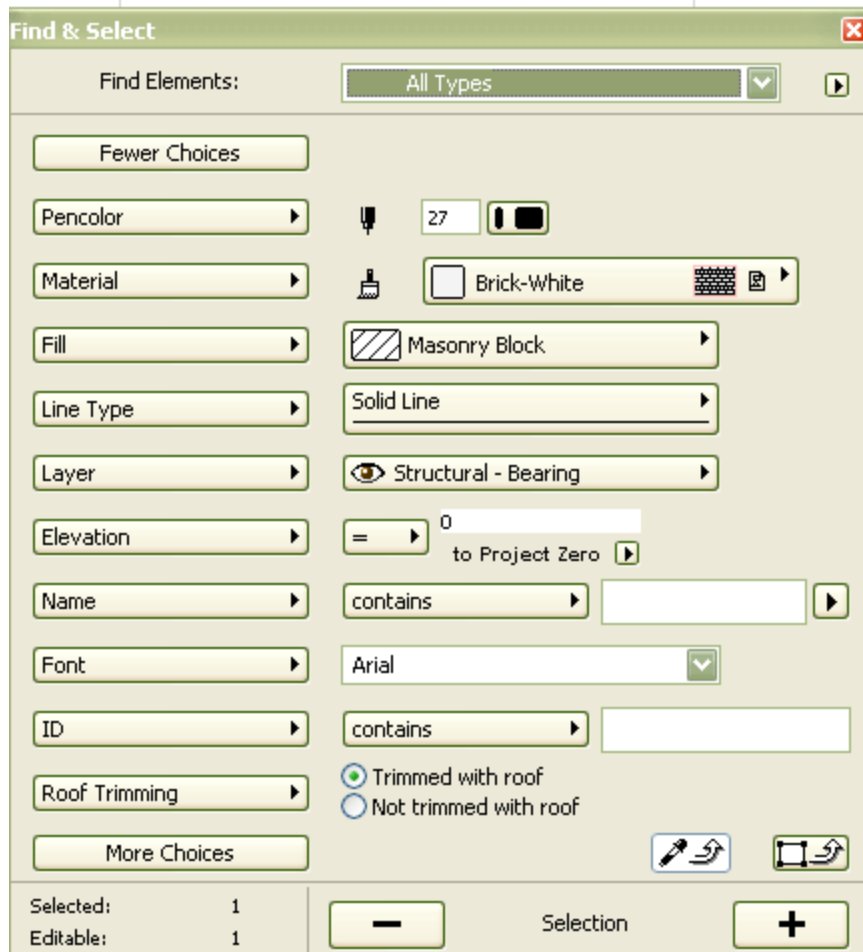 Find & Select
Find Elements: All Types
Fewer Choices
Pencolor 27
Material Brick-White
Fill Masonry Block
Line Type Solid Line
Layer Structural - Bearing
Elevation = 0
to Project Zero
Name contains
Font Arial
ID contains
Roof Trimming Trimmed with roof
Not trimmed with roof
More Choices
Selected: 1
Editable: 1
Selection